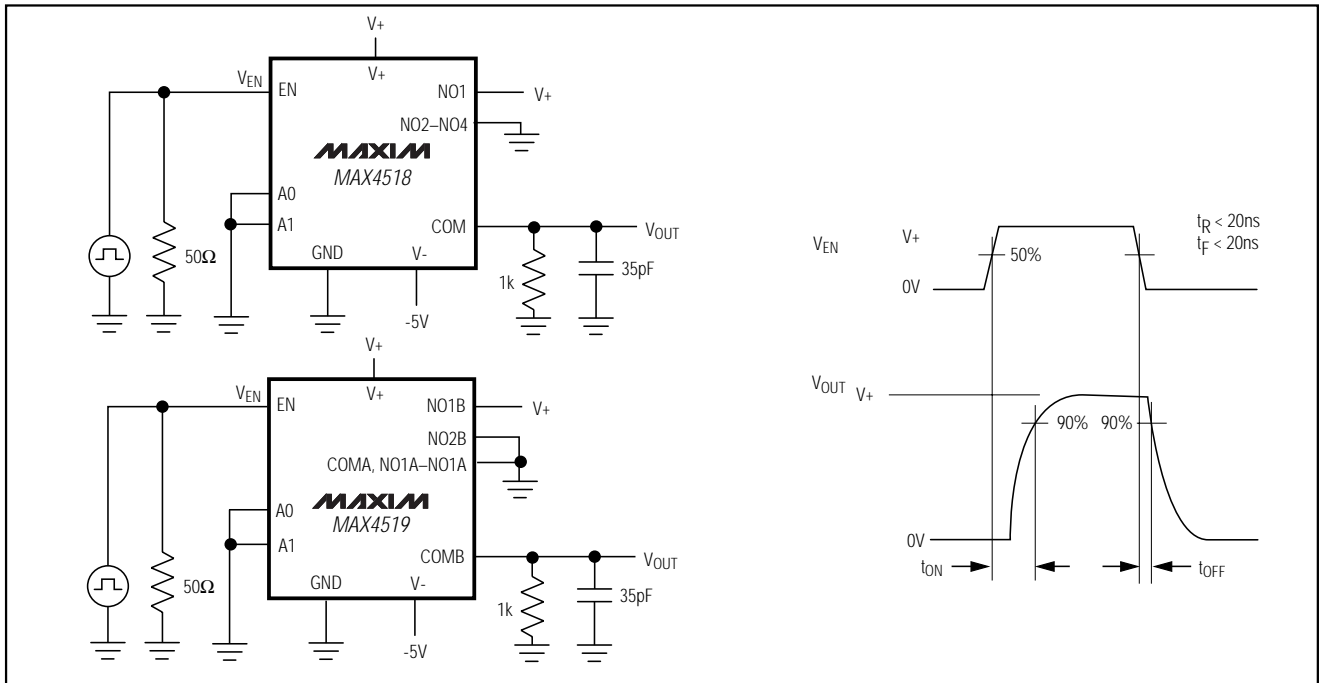 V+
V+
VEN
EN
NO1
V+
NO2–NO4
MAXIM
MAX4518
A0
A1
COM
VOUT
GND
V-
50Ω
1k
35pF
-5V
V+
V+
VEN
EN
NO1B
V+
NO2B
COMA, NO1A–NO1A
MAXIM
MAX4519
A0
A1
COMB
VOUT
GND
V-
50Ω
1k
35pF
-5V
tR < 20ns
tF < 20ns
VEN
V+
50%
0V
VOUT
V+
90%
90%
0V
tON
tOFF